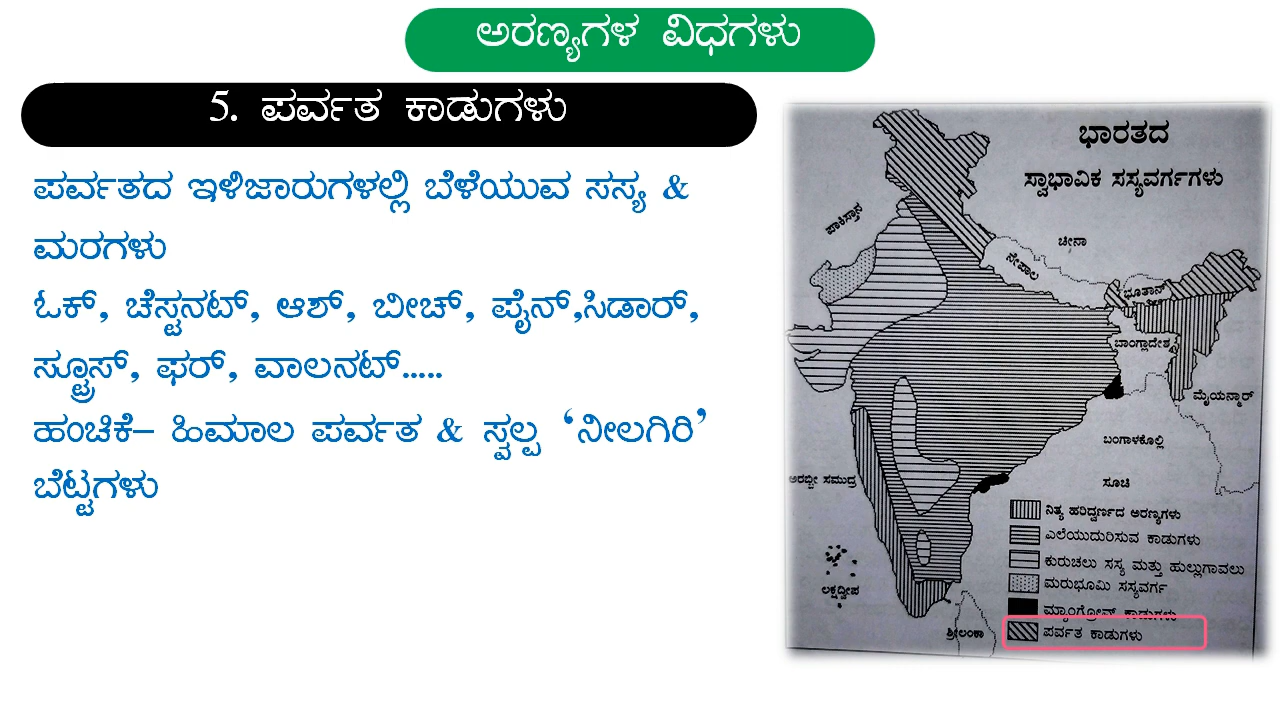 ಅರಣ್ಯಗಳ ವಿಧಗಳು
5. ಪರ್ವತ ಕಾಡುಗಳು
ಪರ್ವತದ ಇಳಿಜಾರುಗಳಲ್ಲಿ ಬೆಳೆಯುವ ಸಸ್ಯ &
ಮರಗಳು
ಓಕ್, ಚೆಸ್ಟನಟ್, ಆಶ್, ಬೀಚ್, ಪೈನ್,ಸಿಡಾರ್,
ಸ್ಟ್ರೂಸ್, ಫರ್, ವಾಲನಟ್.....
ಹಂಚಿಕೆ– ಹಿಮಾಲ ಪರ್ವತ & ಸ್ವಲ್ಪ ‘ನೀಲಗಿರಿ’
ಬೆಟ್ಟಗಳು
ಭಾರತದ
ಸ್ವಾಭಾವಿಕ ಸಸ್ಯವರ್ಗಗಳು
ಪಾಕಿಸ್ತಾನ
ಚೀನಾ
ನೇಪಾಲ
ಭೂತಾನ್
ಬಾಂಗ್ಲಾದೇಶ
ಮೈಯನ್ಮಾರ್
ಬಂಗಾಳಕೊಲ್ಲಿ
ಅರಬ್ಬೀ ಸಮುದ್ರ
ಸೂಚಿ
ನಿತ್ಯ ಹರಿದ್ವರ್ಣದ ಅರಣ್ಯಗಳು
ಎಲೆಯುದುರಿಸುವ ಕಾಡುಗಳು
ಕುರುಚಲು ಸಸ್ಯ ಮತ್ತು ಹುಲ್ಲುಗಾವಲು
ಮರುಭೂಮಿ ಸಸ್ಯವರ್ಗ
ಮ್ಯಾಂಗ್ರೋವ್ ಕಾಡುಗಳು
ಪರ್ವತ ಕಾಡುಗಳು
ಲಕ್ಷದ್ವೀಪ
ಶ್ರೀಲಂಕಾ